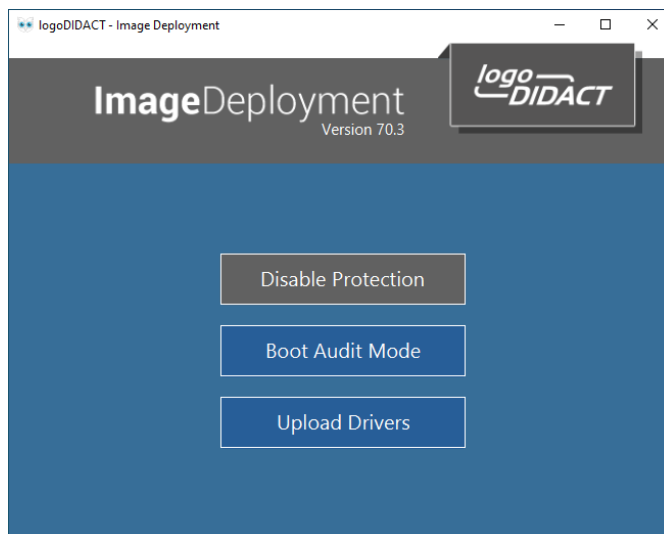 logoDIDACT - Image Deployment
logo
DIDACT
ImageDeployment
Version 70.3
Disable Protection
Boot Audit Mode
Upload Drivers